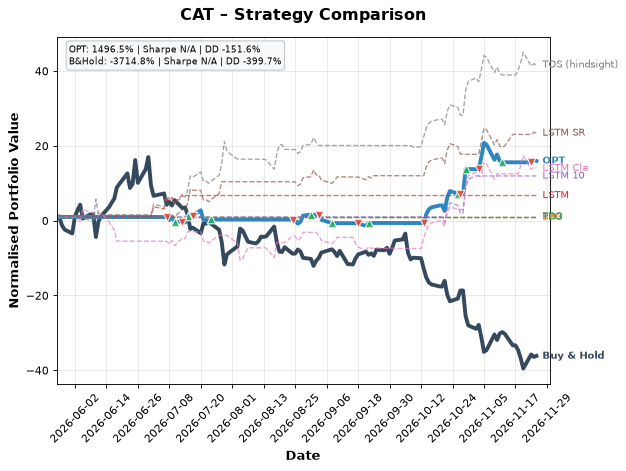 CAT – Strategy Comparison
OPT: 1496.5% | Sharpe N/A | DD -151.6%
B&Hold: -3714.8% | Sharpe N/A | DD -399.7%
Normalised Portfolio Value
40
20
0
−20
−40
TOS (hindsight)
LSTM SR
OPT
LSTM Cla
LSTM 10
LSTM
Buy & Hold
2026-06-02
2026-06-14
2026-06-26
2026-07-08
2026-07-20
2026-08-01
2026-08-13
2026-08-25
2026-09-06
2026-09-18
2026-09-30
2026-10-12
2026-10-24
2026-11-05
2026-11-17
2026-11-29
Date